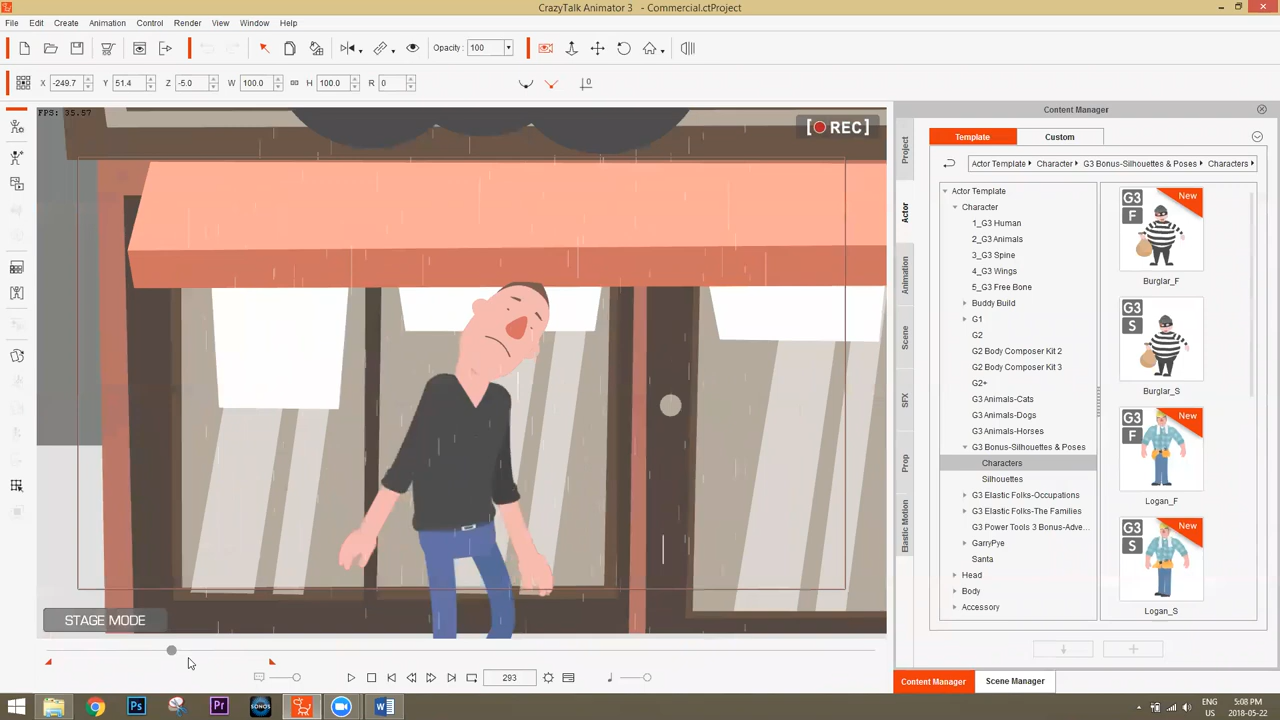 CrazyTalk Animator 3 - Commercial.ctProject
File Edit Create Animation Control Render View Window Help
Opacity : 100
X -249.7 Y 51.4 Z -5.0 W 100.0 H 100.0 R 0
FPS: 35.57
[ REC]
Content Manager
Template Custom
Actor Template Character G3 Bonus-Silhouettes & Poses Characters
Project
Actor
Animation
Scene
SFX
Prop
Elastic Motion
Actor Template
Character
1_G3 Human
2_G3 Animals
3_G3 Spine
4_G3 Wings
5_G3 Free Bone
Buddy Build
G1
G2
G2 Body Composer Kit 2
G2 Body Composer Kit 3
G2+
G3 Animals-Cats
G3 Animals-Dogs
G3 Animals-Horses
G3 Bonus-Silhouettes & Poses
Characters
Silhouettes
G3 Elastic Folks-Occupations
G3 Elastic Folks-The Families
G3 Power Tools 3 Bonus-Adve...
GarryPye
Santa
Head
Body
Accessory
G3 F New
Burglar_F
G3 S
Burglar_S
G3 F New
Logan_F
G3 S New
Logan_S
STAGE MODE
293
Content Manager Scene Manager
Ps Pr SONOS W
ENG 5:08 PM
US 2018-05-22